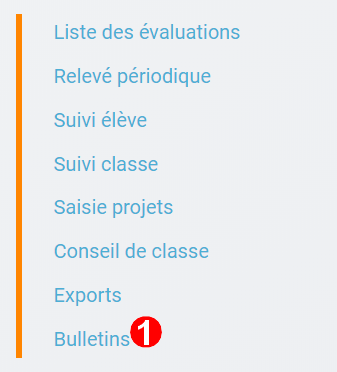 Liste des évaluations
Relevé périodique
Suivi élève
Suivi classe
Saisie projets
Conseil de classe
Exports
Bulletins 1